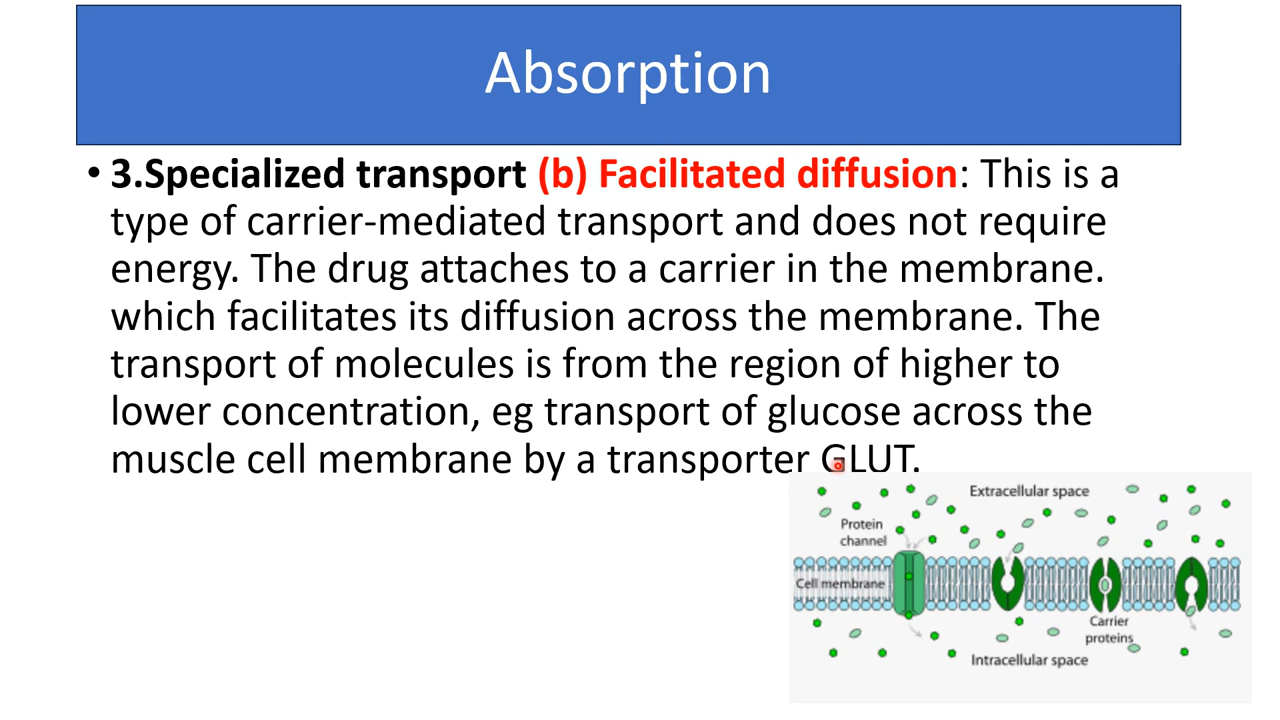 Absorption
• 3.Specialized transport (b) Facilitated diffusion: This is a
type of carrier-mediated transport and does not require
energy. The drug attaches to a carrier in the membrane.
which facilitates its diffusion across the membrane. The
transport of molecules is from the region of higher to
lower concentration, eg transport of glucose across the
muscle cell membrane by a transporter GLUT.
Extracellular space
Protein
channel
Cell membrane
Carrier
proteins
Intracellular space